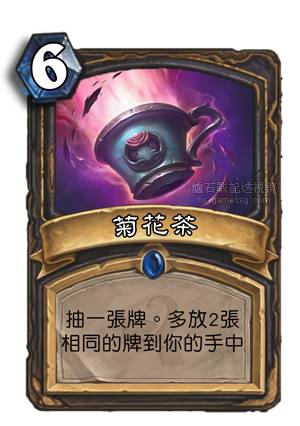 6
爐石戰記透視鏡
hs.gametsg.com
菊花茶
抽一張牌。多放2張
相同的牌到你的手中